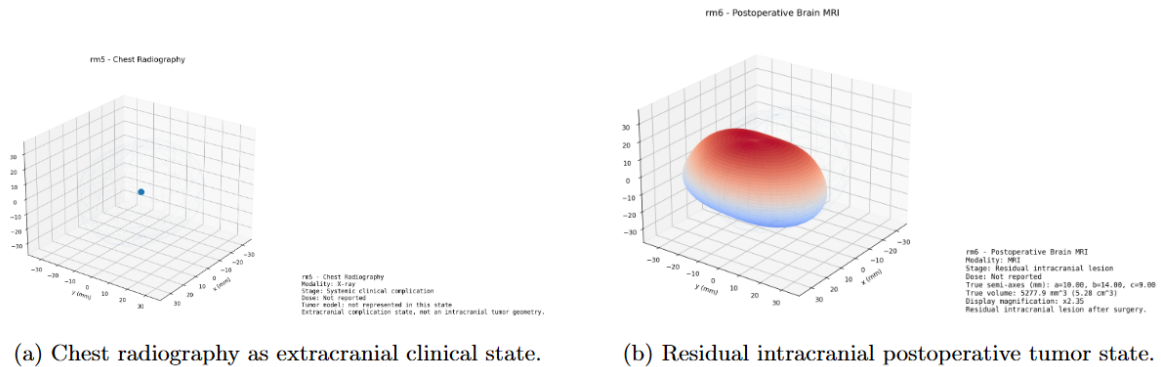 rm5 - Chest Radiography
30
20
10
0
−10
−20
−30
−30
−20
−10
0
10
20
30
y (mm)
30
20
10
0
−10
−20
−30
x (mm)
rm5 - Chest Radiography
Modality: X-ray
Stage: Systemic clinical complication
Dose: Not reported
Tumor model: not represented in this state
Extracranial complication state, not an intracranial tumor geometry.
(a) Chest radiography as extracranial clinical state.
rm6 - Postoperative Brain MRI
30
20
10
0
−10
−20
−30
−30
−20
−10
0
10
20
30
y (mm)
30
20
10
0
−10
−20
−30
x (mm)
rm6 - Postoperative Brain MRI
Modality: MRI
Stage: Residual intracranial lesion
Dose: Not reported
True semi-axes (mm): a=10.00, b=14.00, c=9.00
True volume: 5277.9 mm^3 (5.28 cm^3)
Display magnification: x2.35
Residual intracranial lesion after surgery.
(b) Residual intracranial postoperative tumor state.